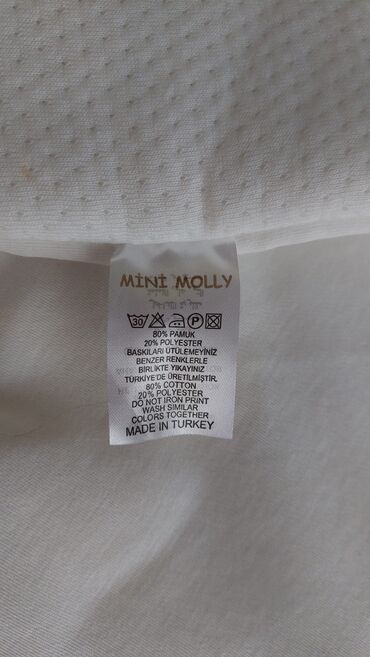 MİNİ MOLLY
30 P
80% PAMUK
20% POLYESTER
BASKILARI ÜTÜLEMEYİNİZ
BENZER RENKLERLE
BİRLİKTE YIKAYINIZ
TÜRKİYE'DE ÜRETİLMİŞTİR.
80% COTTON
20% POLYESTER
DO NOT IRON PRINT
WASH SIMILAR
COLORS TOGETHER
MADE IN TURKEY